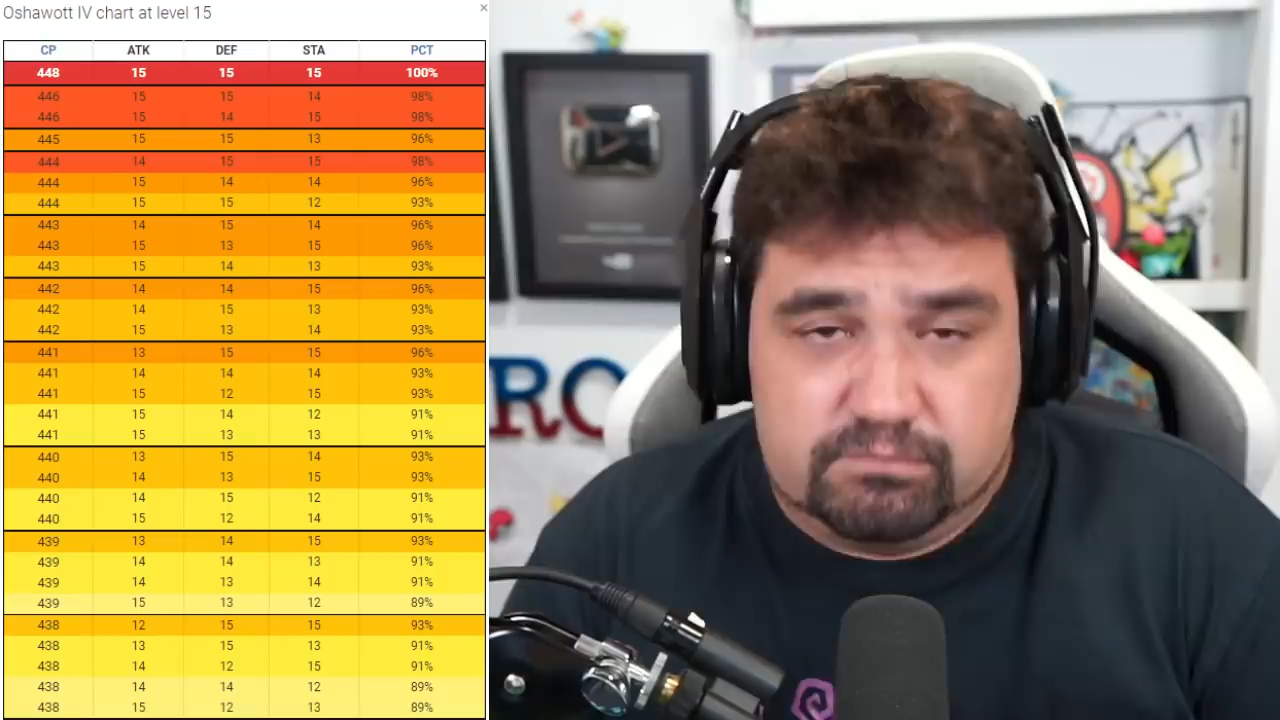 Oshawott IV chart at level 15
×
CP ATK DEF STA PCT
448 15 15 15 100%
446 15 15 14 98%
446 15 14 15 98%
445 15 15 13 96%
444 14 15 15 98%
444 15 14 14 96%
444 15 15 12 93%
443 14 15 14 96%
443 15 13 15 96%
443 15 14 13 93%
442 14 14 15 96%
442 14 15 13 93%
442 15 13 14 93%
441 13 15 15 96%
441 14 14 14 93%
441 15 12 15 93%
441 15 14 12 91%
441 15 13 13 91%
440 13 15 14 93%
440 14 13 15 93%
440 14 15 12 91%
440 15 12 14 91%
439 13 14 15 93%
439 14 14 13 91%
439 14 13 14 91%
439 15 13 12 89%
438 12 15 15 93%
438 13 15 13 91%
438 14 12 15 91%
438 14 14 12 89%
438 15 12 13 89%
RO